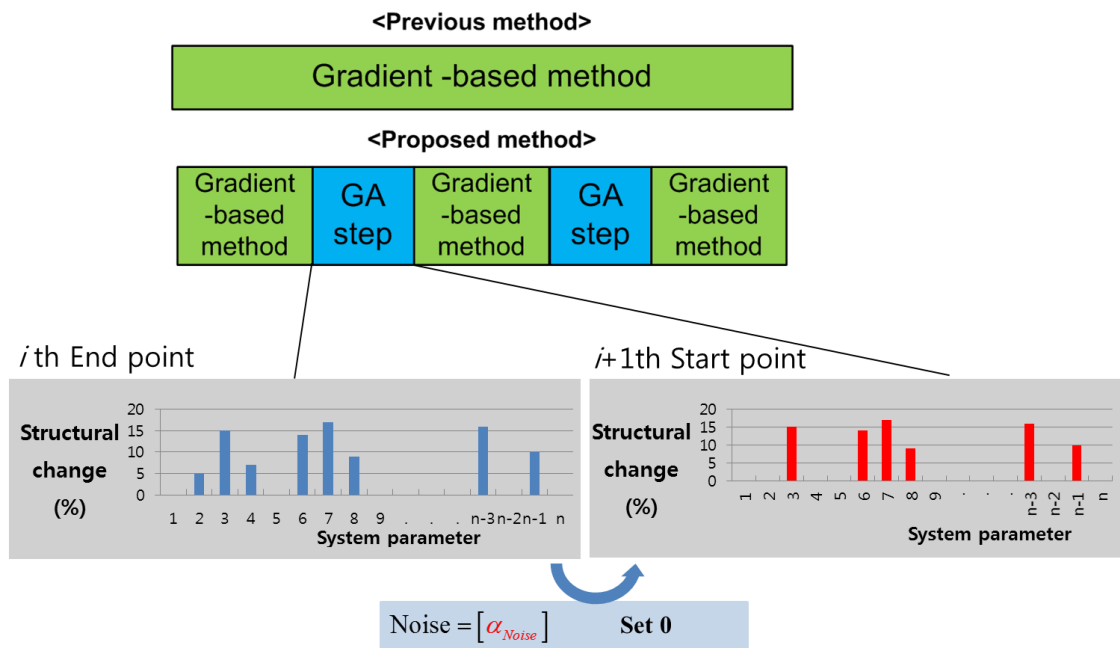 <Previous method>
Gradient -based method
<Proposed method>
Gradient
-based
method
GA
step
Gradient
-based
method
GA
step
Gradient
-based
method
i th End point
Structural
change
(%)
20
15
10
5
0
1 2 3 4 5 6 7 8 9 . . . n-3 n-2 n-1 n
System parameter
i+1th Start point
Structural
change
(%)
20
15
10
5
0
1 2 3 4 5 6 7 8 9 . . . n-3 n-2 n-1 n
System parameter
Noise = [α_Noise] Set 0